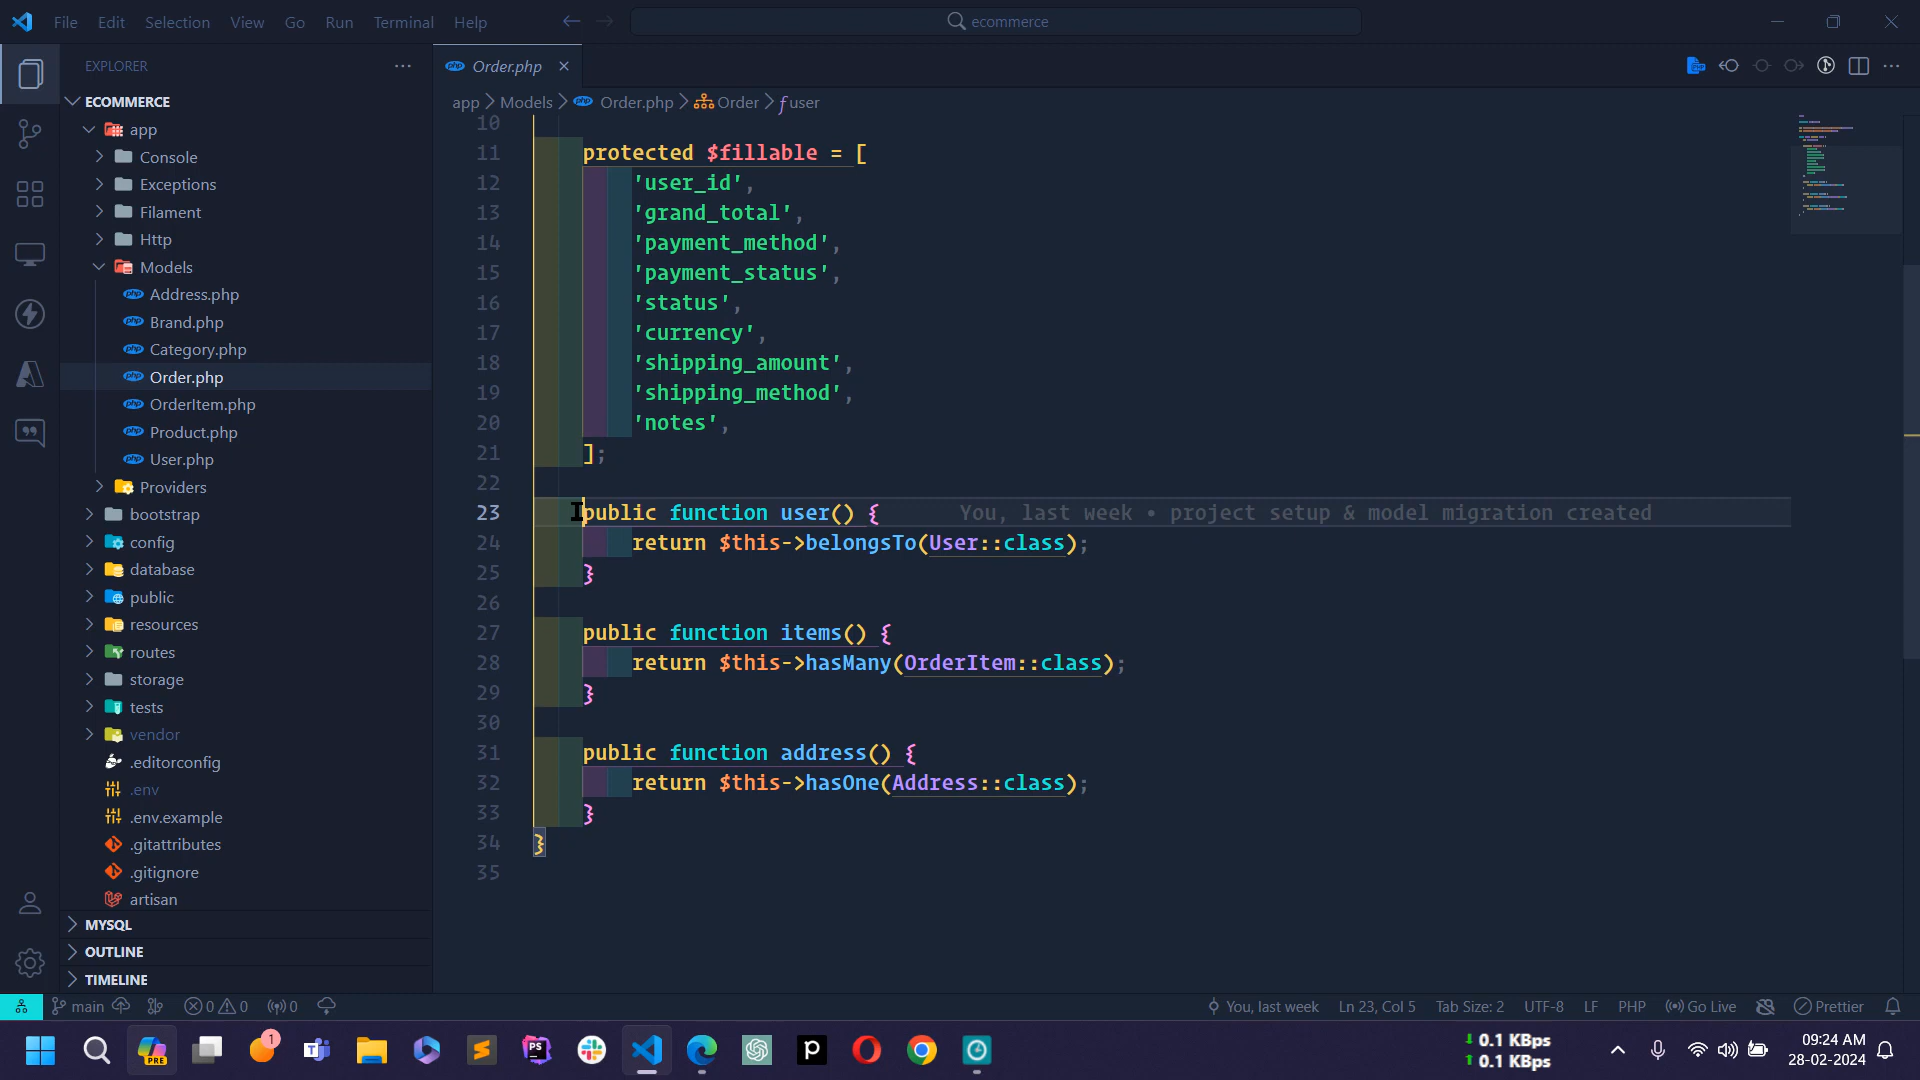 File Edit Selection View Go Run Terminal Help
ecommerce
EXPLORER
ECOMMERCE
app
Console
Exceptions
Filament
Http
Models
Address.php
Brand.php
Category.php
Order.php
OrderItem.php
Product.php
User.php
Providers
bootstrap
config
database
public
resources
routes
storage
tests
vendor
.editorconfig
.env
.env.example
.gitattributes
.gitignore
artisan
MYSQL
OUTLINE
TIMELINE
Order.php
app > Models > Order.php > Order > user
10
11 protected $fillable = [
12 'user_id',
13 'grand_total',
14 'payment_method',
15 'payment_status',
16 'status',
17 'currency',
18 'shipping_amount',
19 'shipping_method',
20 'notes',
21 ];
22
23 public function user() { You, last week • project setup & model migration created
24 return $this->belongsTo(User::class);
25 }
26
27 public function items() {
28 return $this->hasMany(OrderItem::class);
29 }
30
31 public function address() {
32 return $this->hasOne(Address::class);
33 }
34 }
35
main 0 0 0 You, last week Ln 23, Col 5 Tab Size: 2 UTF-8 LF PHP Go Live Prettier
PRE 1 PS P
0.1 KBps
0.1 KBps
09:24 AM
28-02-2024